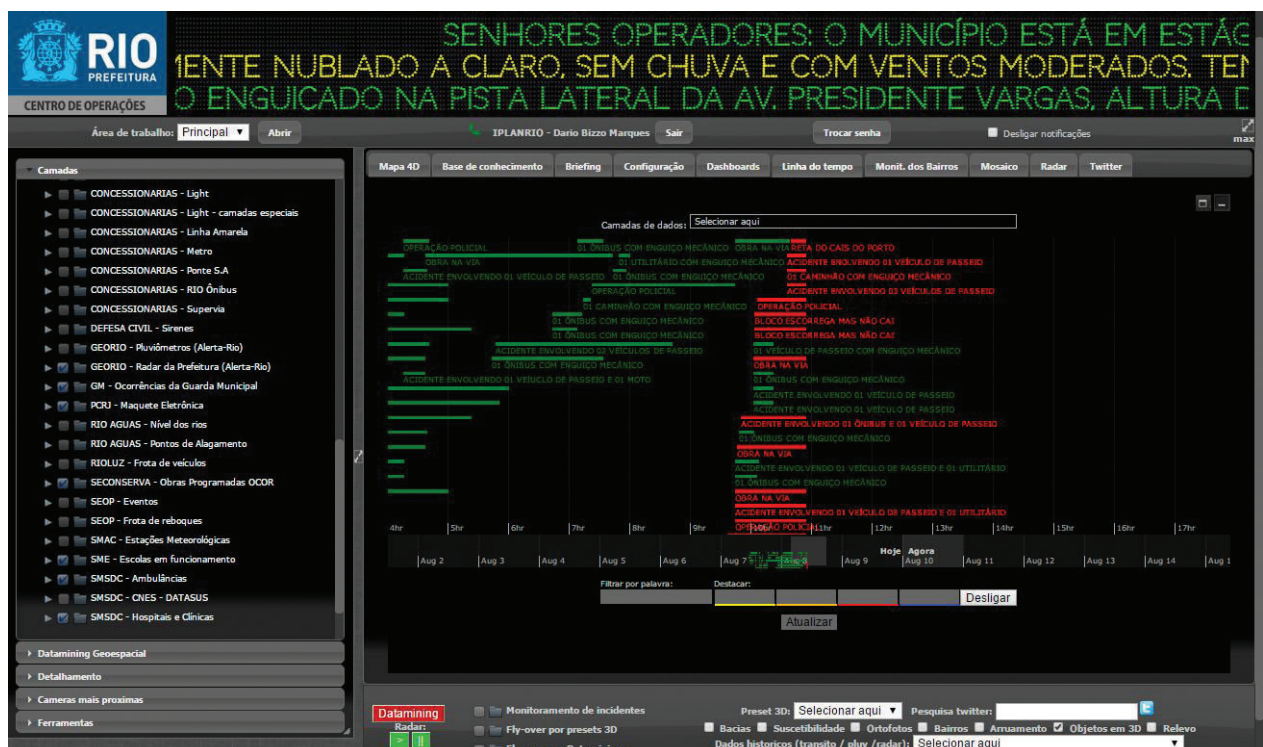 RIO
PREFEITURA
CENTRO DE OPERAÇÕES
SENHORES OPERADORES: O MUNICÍPIO ESTÁ EM ESTÁG
MENTE NUBLADO A CLARO, SEM CHUVA E COM VENTOS MODERADOS. TEM
O ENGUIÇADO NA PISTA LATERAL DA AV. PRESIDENTE VARGAS, ALTURA D
Área de trabalho: Principal Abrir IPLANRIO - Dario Bizzo Marques Sair Trocar senha Desligar notificações max
Camadas
CONCESSIONARIAS - Light
CONCESSIONARIAS - Light - camadas especiais
CONCESSIONARIAS - Linha Amarela
CONCESSIONARIAS - Metro
CONCESSIONARIAS - Ponte S.A
CONCESSIONARIAS - RIO Ônibus
CONCESSIONARIAS - Supervia
DEFESA CIVIL - Sirenes
GEORIO - Pluviômetros (Alerta-Rio)
GEORIO - Radar da Prefeitura (Alerta-Rio)
GM - Ocorrências da Guarda Municipal
PCRJ - Maquete Eletrônica
RIO AGUAS - Nível dos rios
RIO AGUAS - Pontos de Alagamento
RIOLUZ - Frota de veículos
SECONSERVA - Obras Programadas OCOR
SEOP - Eventos
SEOP - Frota de reboques
SMAC - Estações Meteorológicas
SME - Escolas em funcionamento
SMSDC - Ambulâncias
SMSDC - CNES - DATASUS
SMSDC - Hospitais e Clínicas
Datamining Geoespacial
Detalhamento
Cameras mais proximas
Ferramentas
Mapa 4D Base de conhecimento Briefing Configuração Dashboards Linha do tempo Monit. dos Bairros Mosaico Radar Twitter
Camadas de dados: Selecionar aqui
OPERAÇÃO POLICIAL 01 ÔNIBUS COM ENGUIÇO MECÂNICO OBRA NA VIA RETA DO CAIS DO PORTO
OBRA NA VIA 01 UTILITÁRIO COM ENGUIÇO MECÂNICO ACIDENTE ENOLVENDO 01 VEÍCULO DE PASSEIO
ACIDENTE ENVOLVENDO 01 VEÍCULO DE PASSEIO 01 ÔNIBUS COM ENGUIÇO MECÂNICO 01 CAMINHÃO COM ENGUIÇO MECÂNICO
OPERAÇÃO POLICIAL ACIDENTE ENVOLVENDO 03 VEÍCULOS DE PASSEIO
01 CAMINHÃO COM ENGUIÇO MECÂNICO OPERAÇÃO POLICIAL
01 ÔNIBUS COM ENGUIÇO MECÂNICO BLOCO ESCORREGA MAS NÃO CAI
01 ÔNIBUS COM ENGUIÇO MECÂNICO BLOCO ESCORREGA MAS NÃO CAI
ACIDENTE ENVOLVENDO 03 VEÍCULOS DE PASSEIO 01 VEÍCULO DE PASSEIO COM ENGUIÇO MECÂNICO
01 ÔNIBUS COM ENGUIÇO MECÂNICO OBRA NA VIA
ACIDENTE ENVOLVENDO 01 VEÍUCLO DE PASSEIO E 01 MOTO 01 ÔNIBUS COM ENGUIÇO MECÂNICO
ACIDENTE ENVOLVENDO 01 VEÍCULO DE PASSEIO
ACIDENTE ENVOLVENDO 01 VEÍCULO DE PASSEIO
ACIDENTE ENVOLVENDO 01 ÔNIBUS E 01 VEÍCULO DE PASSEIO
01 ÔNIBUS COM ENGUIÇO MECÂNICO
OBRA NA VIA
ACIDENTE ENVOLVENDO 01 VEÍCULO DE PASSEIO E 01 UTILITÁRIO
01 ÔNIBUS COM ENGUIÇO MECÂNICO
OBRA NA VIA
ACIDENTE ENVOLVENDO 01 VEÍCULO DE PASSEIO E 01 UTILITÁRIO
OPERAÇÃO POLICIAL
4hr 5hr 6hr 7hr 8hr 9hr 10hr 11hr 12hr 13hr 14hr 15hr 16hr 17hr
Hoje Agora
Aug 2 Aug 3 Aug 4 Aug 5 Aug 6 Aug 7 Aug 8 Aug 9 Aug 10 Aug 11 Aug 12 Aug 13 Aug 14 Aug 1
Filtrar por palavra: Destacar:
Desligar
Atualizar
Datamining Monitoramento de incidentes Preset 3D: Selecionar aqui Pesquisa twitter:
Radar: Fly-over por presets 3D Bacias Suscetibilidade Ortofotos Bairros Arruamento Objetos em 3D Relevo
> || Dados historicos (transito / pluv /radar): Selecionar aqui